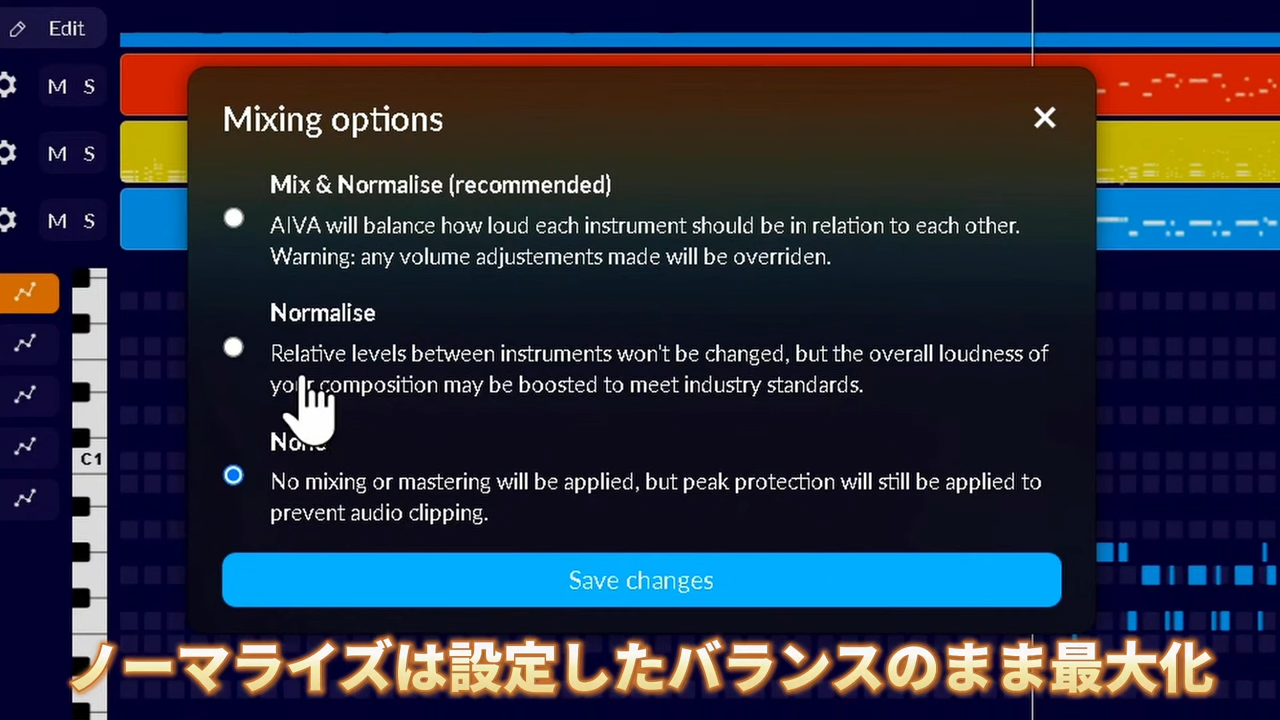 Edit
M S
M S
M S
Mixing options
Mix & Normalise (recommended)
AIVA will balance how loud each instrument should be in relation to each other.
Warning: any volume adjustements made will be overriden.
Normalise
Relative levels between instruments won't be changed, but the overall loudness of
your composition may be boosted to meet industry standards.
None
No mixing or mastering will be applied, but peak protection will still be applied to
prevent audio clipping.
C1
Save changes
ノーマライズは設定したバランスのまま最大化